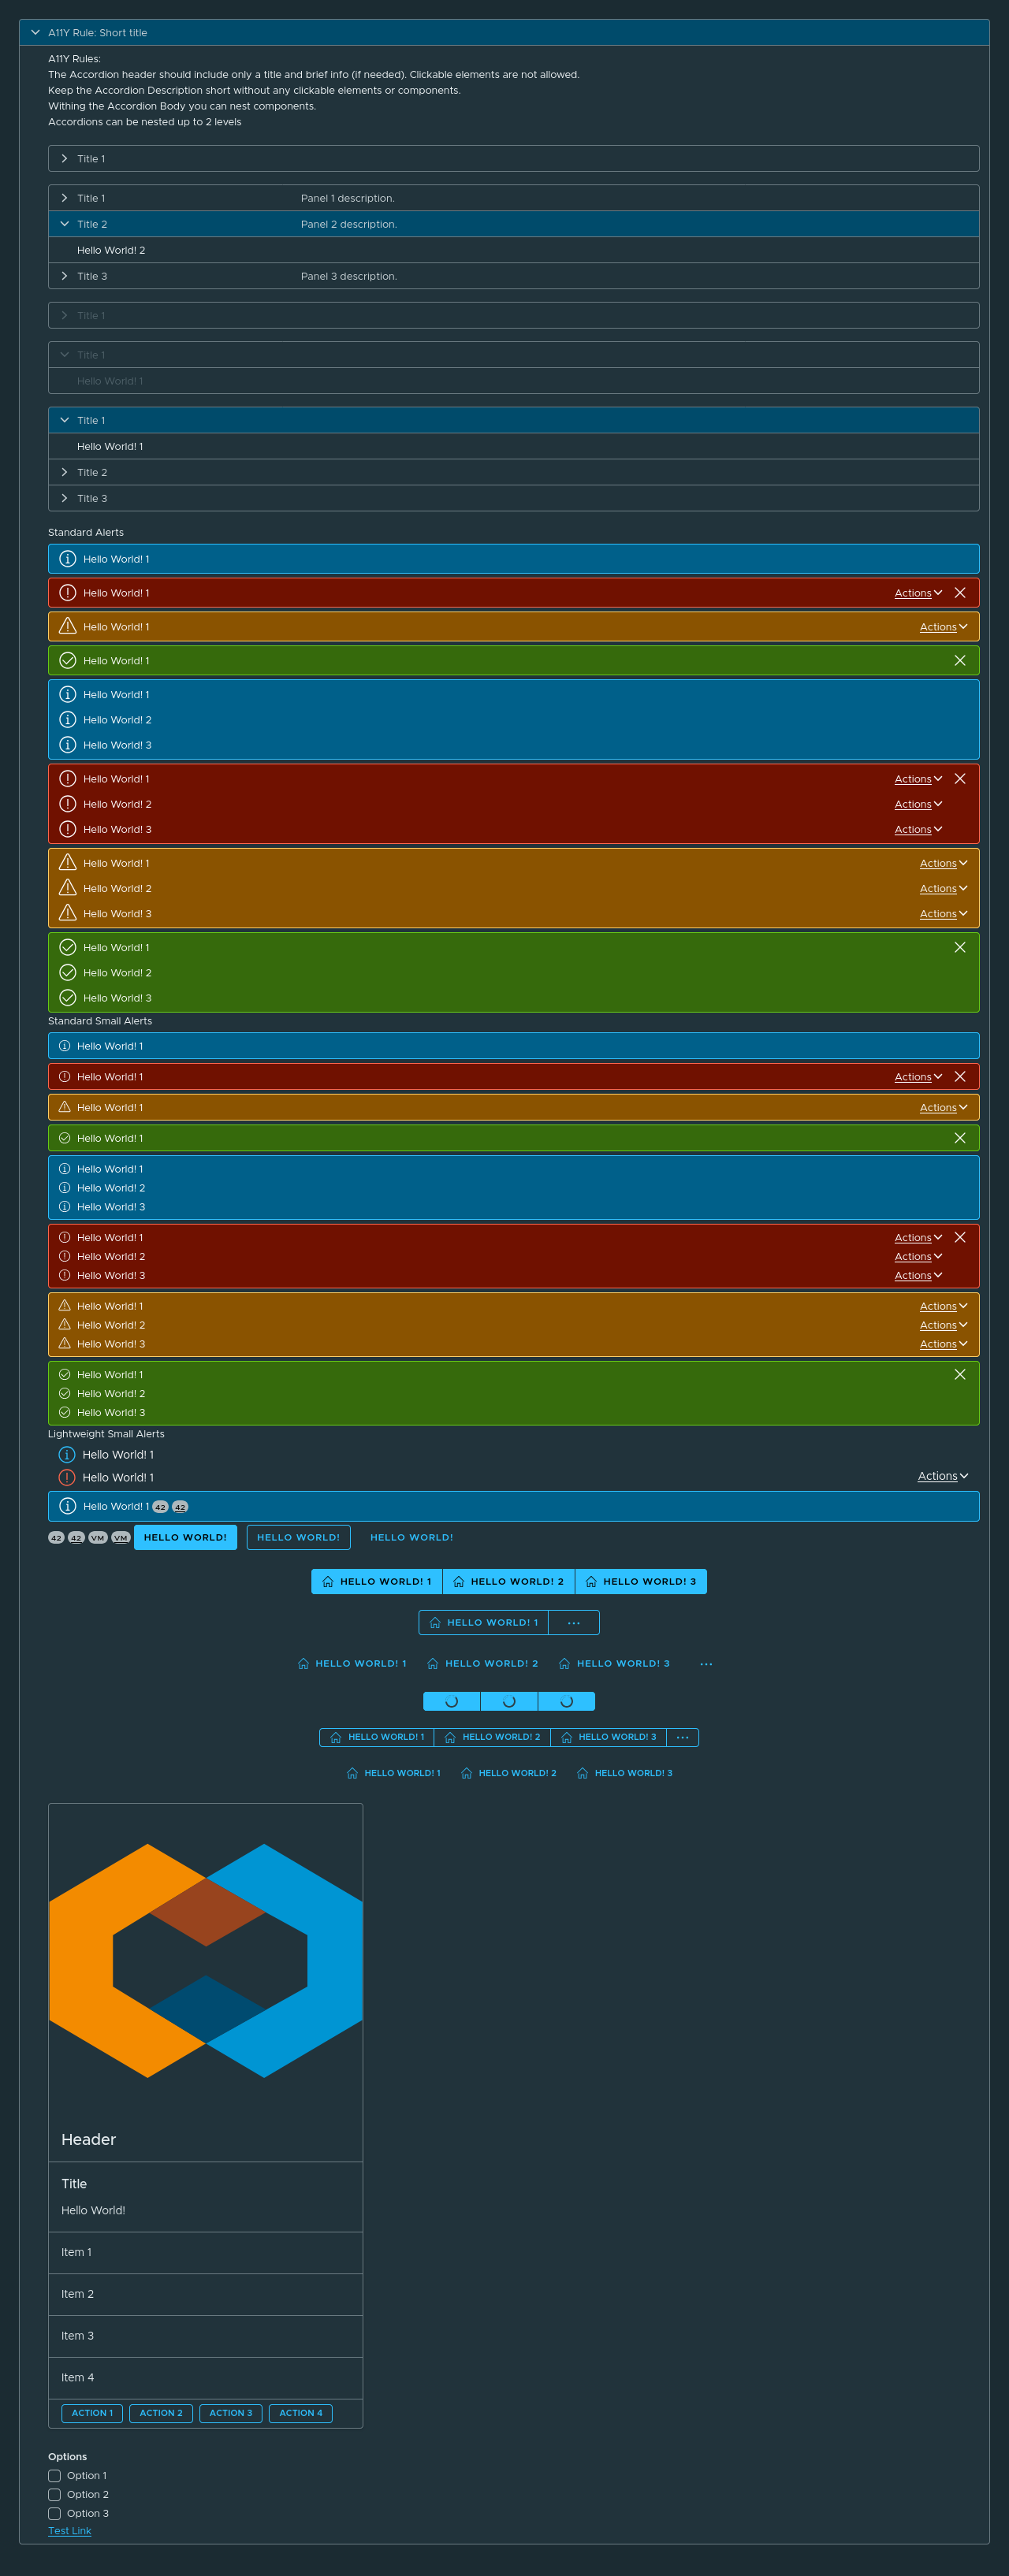 A11Y Rule: Short title
A11Y Rules:
The Accordion header should include only a title and brief info (if needed). Clickable elements are not allowed.
Keep the Accordion Description short without any clickable elements or components.
Withing the Accordion Body you can nest components.
Accordions can be nested up to 2 levels
Title 1
Title 1 Panel 1 description.
Title 2 Panel 2 description.
Hello World! 2
Title 3 Panel 3 description.
Title 1
Title 1
Hello World! 1
Title 1
Hello World! 1
Title 2
Title 3
Standard Alerts
Hello World! 1
Hello World! 1 Actions
Hello World! 1 Actions
Hello World! 1
Hello World! 1
Hello World! 2
Hello World! 3
Hello World! 1 Actions
Hello World! 2 Actions
Hello World! 3 Actions
Hello World! 1 Actions
Hello World! 2 Actions
Hello World! 3 Actions
Hello World! 1
Hello World! 2
Hello World! 3
Standard Small Alerts
Hello World! 1
Hello World! 1 Actions
Hello World! 1 Actions
Hello World! 1
Hello World! 1
Hello World! 2
Hello World! 3
Hello World! 1 Actions
Hello World! 2 Actions
Hello World! 3 Actions
Hello World! 1 Actions
Hello World! 2 Actions
Hello World! 3 Actions
Hello World! 1
Hello World! 2
Hello World! 3
Lightweight Small Alerts
Hello World! 1
Hello World! 1 Actions
Hello World! 1 42 42
42 42 VM VM HELLO WORLD! HELLO WORLD! HELLO WORLD!
HELLO WORLD! 1 HELLO WORLD! 2 HELLO WORLD! 3
HELLO WORLD! 1 ...
HELLO WORLD! 1 HELLO WORLD! 2 HELLO WORLD! 3 ...
HELLO WORLD! 1 HELLO WORLD! 2 HELLO WORLD! 3 ...
HELLO WORLD! 1 HELLO WORLD! 2 HELLO WORLD! 3
Header
Title
Hello World!
Item 1
Item 2
Item 3
Item 4
ACTION 1 ACTION 2 ACTION 3 ACTION 4
Options
Option 1
Option 2
Option 3
Test Link